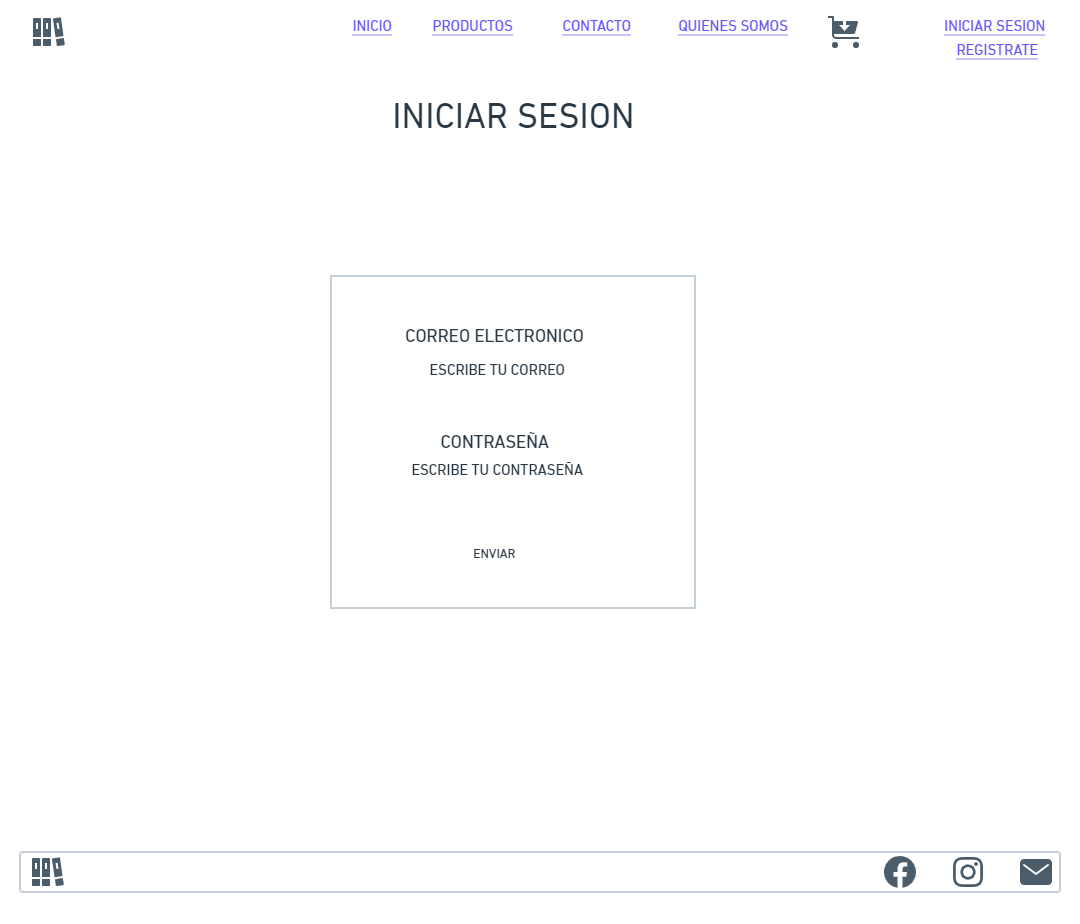 INICIO
PRODUCTOS
CONTACTO
QUIENES SOMOS
INICIAR SESION
REGISTRATE
INICIAR SESION
CORREO ELECTRONICO
ESCRIBE TU CORREO
CONTRASEÑA
ESCRIBE TU CONTRASEÑA
ENVIAR